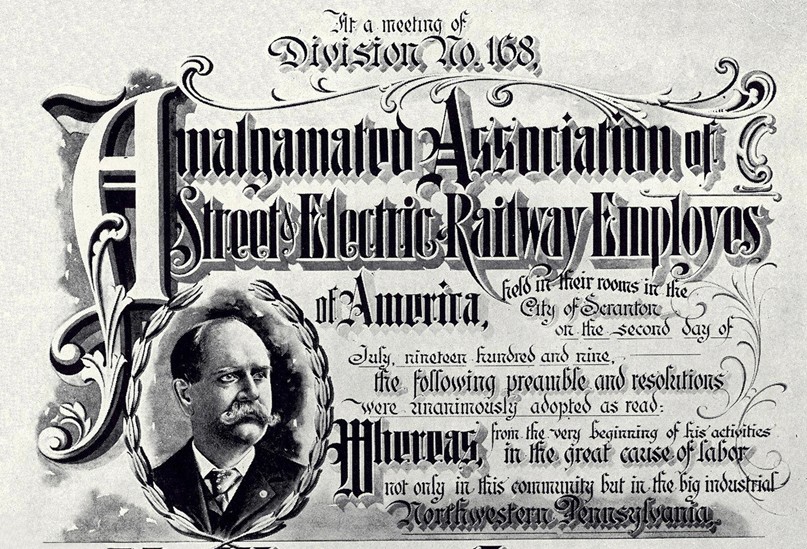 At a meeting of
Division No. 168,
Amalgamated Association of
Street & Electric Railway Employes
of America,
held in their rooms in the
City of Scranton
on the second day of
July, nineteen hundred and nine,
the following preamble and resolutions
were unanimously adopted as read:
Whereas, from the very beginning of his activities
in the great cause of labor
not only in this community but in the big industrial
Northwestern Pennsylvania,